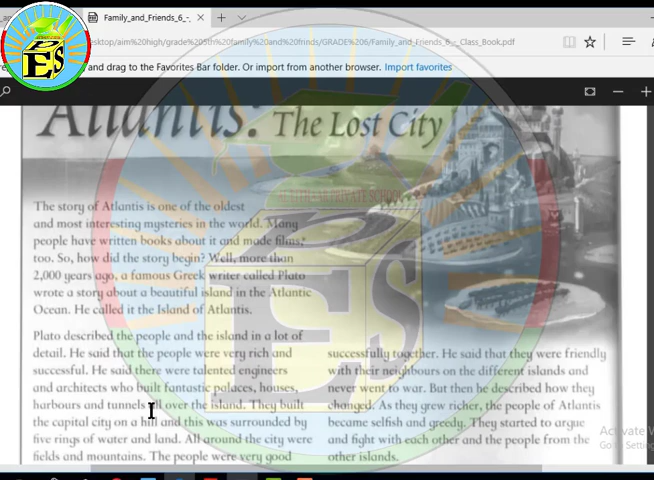 Family_and_Friends_6_-_
esktop/aim%20high/grade%205th%20family%20and%20frinds/GRADE%206/Family_and_Friends_6_-_Class_Book.pdf
and drag to the Favorites Bar folder. Or import from another browser. Import favorites
ES
Atlantis: The Lost City
PRIVATE SCHOOL
The story of Atlantis is one of the oldest
and most interesting mysteries in the world. Many
people have written books about it and made films,
too. So, how did the story begin? Well, more than
2,000 years ago, a famous Greek writer called Plato
wrote a story about a beautiful island in the Atlantic
Ocean. He called it the Island of Atlantis.
Plato described the people and the island in a lot of
detail. He said that the people were very rich and
successful. He said there were talented engineers
and architects who built fantastic palaces, houses,
harbours and tunnels all over the island. They built
the capital city on a hill and this was surrounded by
five rings of water and land. All around the city were
fields and mountains. The people were very good
successfully together. He said that they were friendly
with their neighbours on the different islands and
never went to war. But then he described how they
changed. As they grew richer, the people of Atlantis
became selfish and greedy. They started to argue
and fight with each other and the people from the
other islands.
ES
Activate
Go to Setting